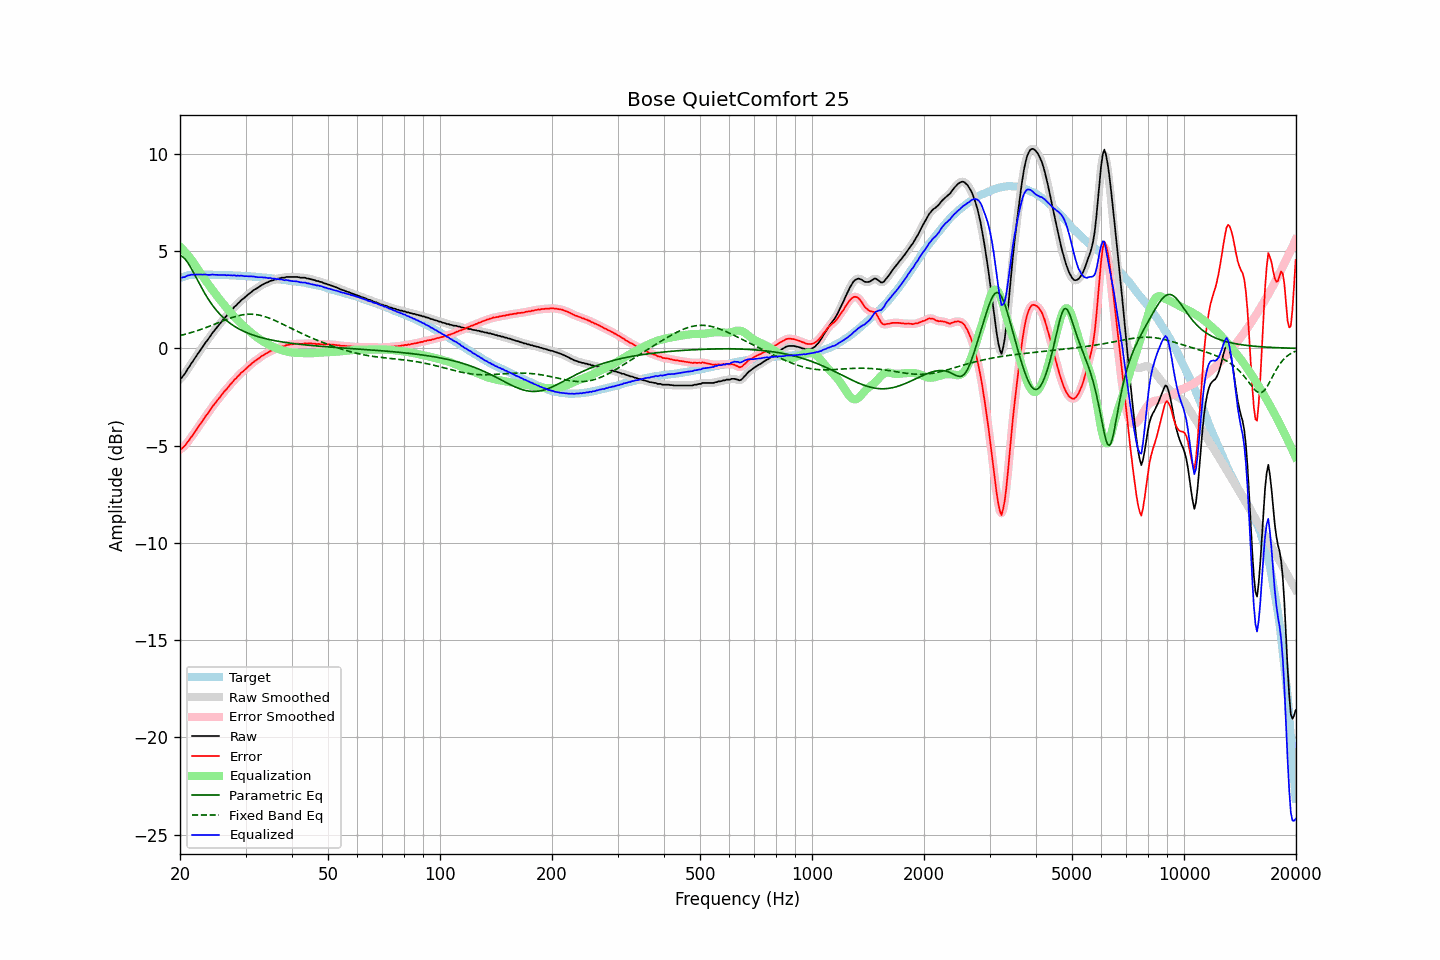 Bose QuietComfort 25
Amplitude (dBr)
10
5
0
−5
−10
−15
−20
−25
Target
Raw Smoothed
Error Smoothed
Raw
Error
Equalization
Parametric Eq
Fixed Band Eq
Equalized
20 50 100 200 500 1000 2000 5000 10000 20000
Frequency (Hz)